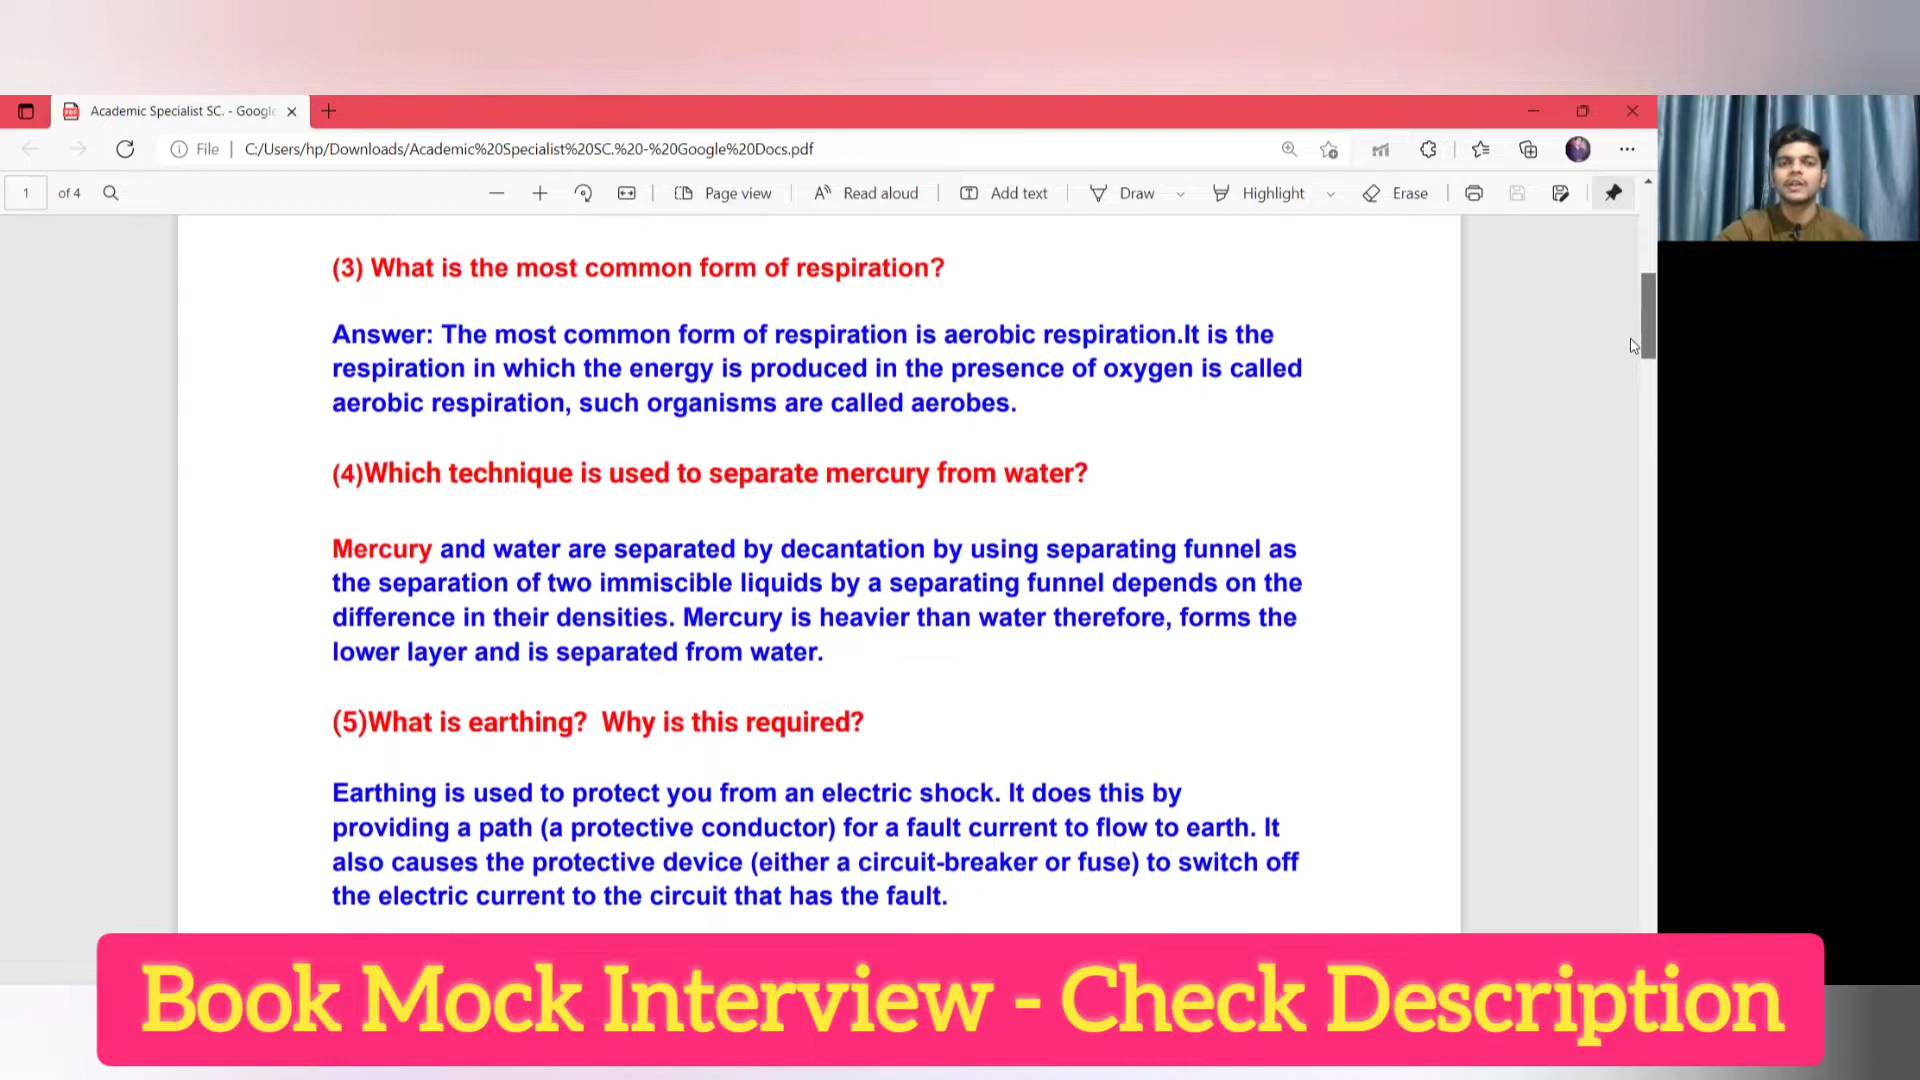 Academic Specialist SC. - Google
File
C:/Users/hp/Downloads/Academic%20Specialist%20SC.%20-%20Google%20Docs.pdf
1 of 4
Page view
Read aloud
Add text
Draw
Highlight
Erase
(3) What is the most common form of respiration?
Answer: The most common form of respiration is aerobic respiration.It is the
respiration in which the energy is produced in the presence of oxygen is called
aerobic respiration, such organisms are called aerobes.
(4)Which technique is used to separate mercury from water?
Mercury and water are separated by decantation by using separating funnel as
the separation of two immiscible liquids by a separating funnel depends on the
difference in their densities. Mercury is heavier than water therefore, forms the
lower layer and is separated from water.
(5)What is earthing?  Why is this required?
Earthing is used to protect you from an electric shock. It does this by
providing a path (a protective conductor) for a fault current to flow to earth. It
also causes the protective device (either a circuit-breaker or fuse) to switch off
the electric current to the circuit that has the fault.
Book Mock Interview - Check Description